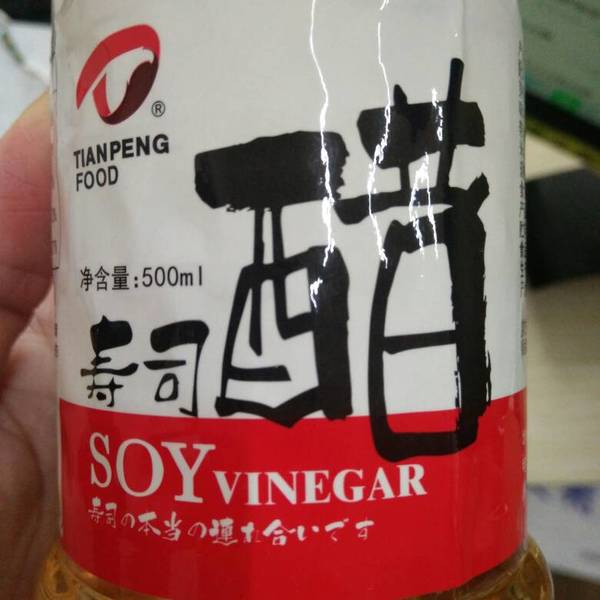 ®
TIANPENG
FOOD
净含量:500ml
寿司
醋
SOY VINEGAR
寿司の本当の連れ合いです